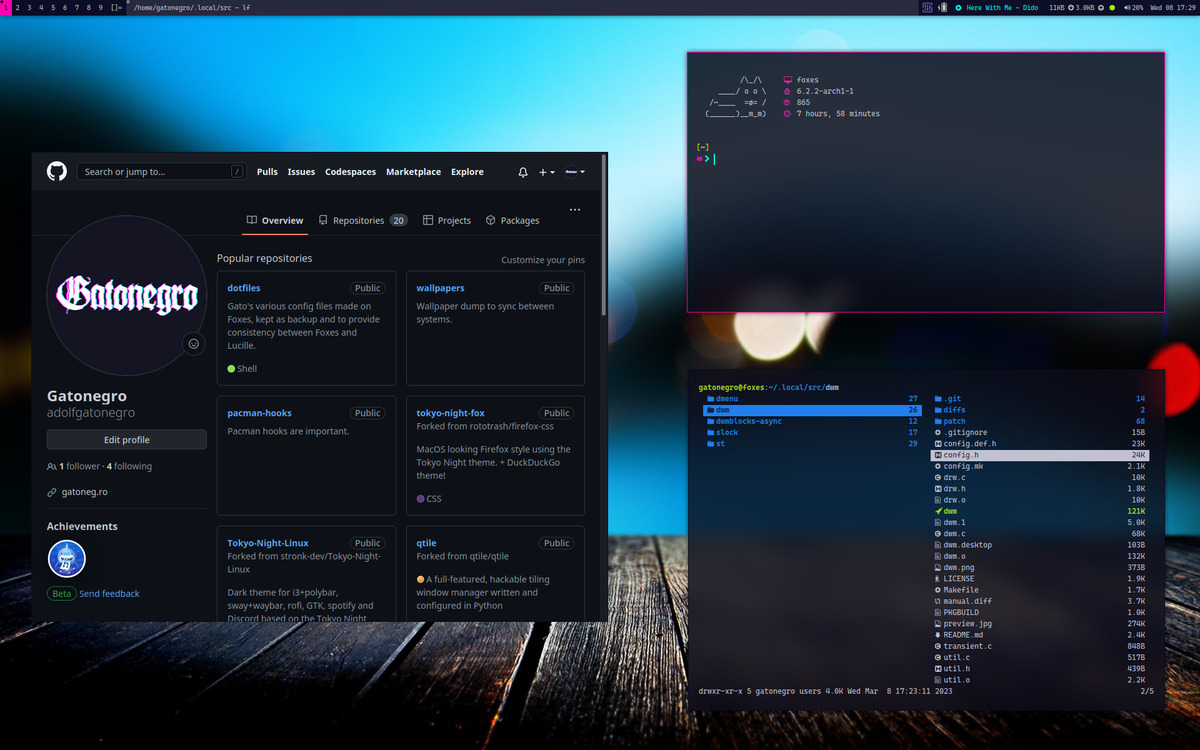 1 2 3 4 5 6 7 8 9 []= /home/gatonegro/.local/src - lf
Here With Me - Dido 11KB 3.0KB 20% Wed 08 17:29
Search or jump to... /
Pulls Issues Codespaces Marketplace Explore
Overview Repositories 20 Projects Packages
Gatonegro
Gatonegro
adolfgatonegro
Edit profile
1 follower · 4 following
gatoneg.ro
Achievements
Beta Send feedback
Popular repositories Customize your pins
dotfiles Public
Gato's various config files made on
Foxes, kept as backup and to provide
consistency between Foxes and
Lucille.
Shell
wallpapers Public
Wallpaper dump to sync between
systems.
pacman-hooks Public
Pacman hooks are important.
tokyo-night-fox Public
Forked from rototrash/firefox-css
MacOS looking Firefox style using the
Tokyo Night theme. + DuckDuckGo
theme!
CSS
Tokyo-Night-Linux Public
Forked from stronk-dev/Tokyo-Night-
Linux
Dark theme for i3+polybar,
sway+waybar, rofi, GTK, spotify and
Discord based on the Tokyo Night
qtile Public
Forked from qtile/qtile
A full-featured, hackable tiling
window manager written and
configured in Python
/\_/\
____/ o o \
/~____ =ø= /
(______)__m_m)
foxes
6.2.2-arch1-1
865
7 hours, 58 minutes
[~]
gatonegro@foxes:~/.local/src/dwm
dmenu 27
dwm 26
dwmblocks-async 12
slock 17
st 29
.git 14
diffs 2
patch 68
.gitignore 15B
config.def.h 23K
config.h 24K
config.mk 2.1K
drw.c 10K
drw.h 1.8K
drw.o 10K
dwm 121K
dwm.1 5.0K
dwm.c 68K
dwm.desktop 103B
dwm.o 132K
dwm.png 373B
LICENSE 1.9K
Makefile 1.7K
manual.diff 3.7K
PKGBUILD 1.0K
preview.jpg 274K
README.md 2.4K
transient.c 848B
util.c 517B
util.h 439B
util.o 2.2K
drwxr-xr-x 5 gatonegro users 4.0K Wed Mar  8 17:23:11 2023 2/5